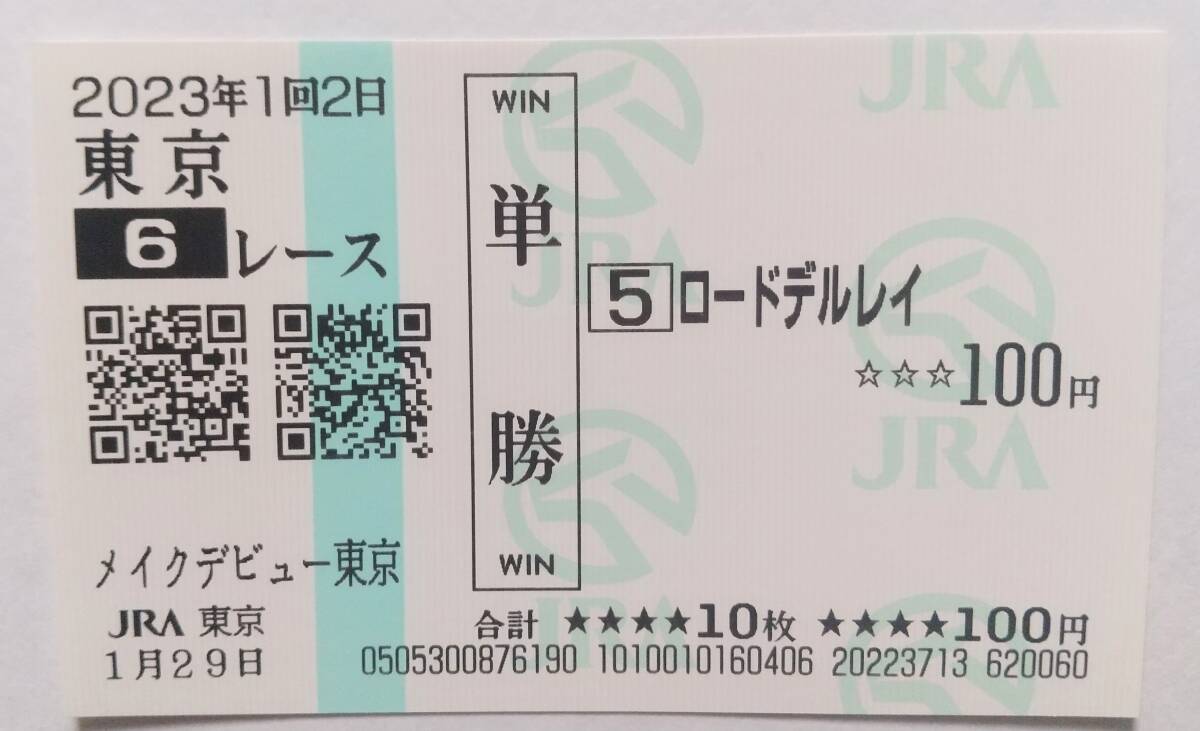 2023年1回2日
東京
6レース
メイクデビュー東京
JRA 東京
1月29日
WIN
単勝
WIN
5 ロードデルレイ
☆☆☆100円
合計 ★★★★10枚 ★★★★100円
0505300876190 1010010160406 20223713 620060
JRA
JRA
JRA